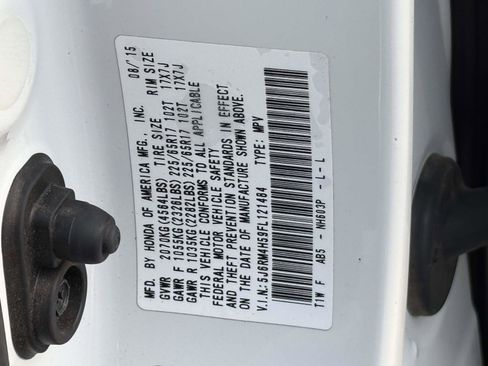 MFD. BY HONDA OF AMERICA MFG., INC. 08/'15
GVWR 2070KG(4564LBS) TIRE SIZE RIM SIZE
GAWR F 1055KG(2326LBS) 225/65R17 102T 17X7J
GAWR R 1035KG(2282LBS) 225/65R17 102T 17X7J
THIS VEHICLE CONFORMS TO ALL APPLICABLE
FEDERAL MOTOR VEHICLE SAFETY
AND THEFT PREVENTION STANDARDS IN EFFECT
ON THE DATE OF MANUFACTURE SHOWN ABOVE.
V.I.N.:5J6RM4H59FL121484 TYPE: MPV
T1W F AB5 - NH603P - L - L